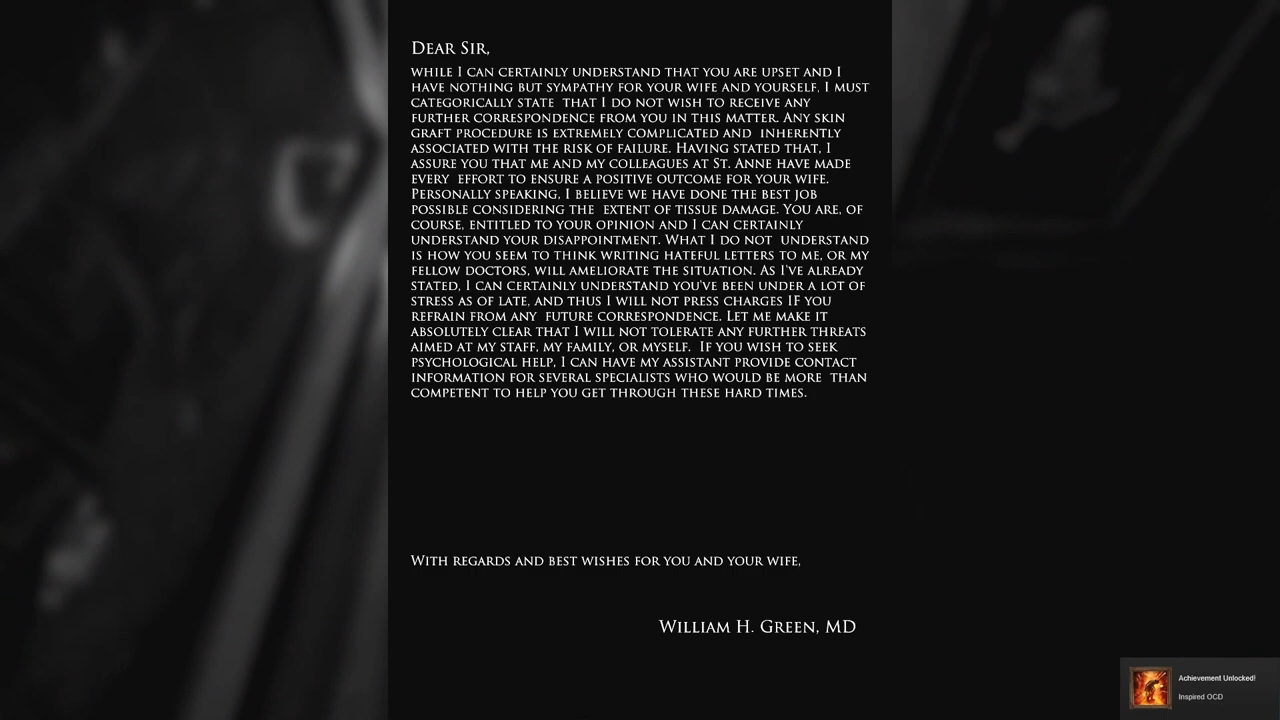 Dear Sir,
while I can certainly understand that you are upset and I
have nothing but sympathy for your wife and yourself, I must
categorically state that I do not wish to receive any
further correspondence from you in this matter. Any skin
graft procedure is extremely complicated and inherently
associated with the risk of failure. Having stated that, I
assure you that me and my colleagues at St. Anne have made
every effort to ensure a positive outcome for your wife.
Personally speaking, I believe we have done the best job
possible considering the extent of tissue damage. You are, of
course, entitled to your opinion and I can certainly
understand your disappointment. What I do not understand
is how you seem to think writing hateful letters to me, or my
fellow doctors, will ameliorate the situation. As I've already
stated, I can certainly understand you've been under a lot of
stress as of late, and thus I will not press charges IF you
refrain from any future correspondence. Let me make it
absolutely clear that I will not tolerate any further threats
aimed at my staff, my family, or myself. If you wish to seek
psychological help, I can have my assistant provide contact
information for several specialists who would be more than
competent to help you get through these hard times.
With regards and best wishes for you and your wife,
William H. Green, MD
Achievement Unlocked!
Inspired OCD